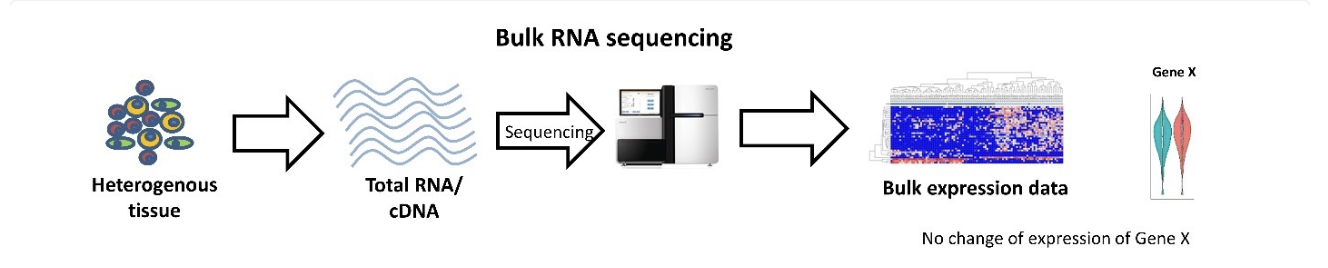 Bulk RNA sequencing
Heterogenous
tissue
Total RNA/
cDNA
Sequencing
Bulk expression data
Gene X
No change of expression of Gene X